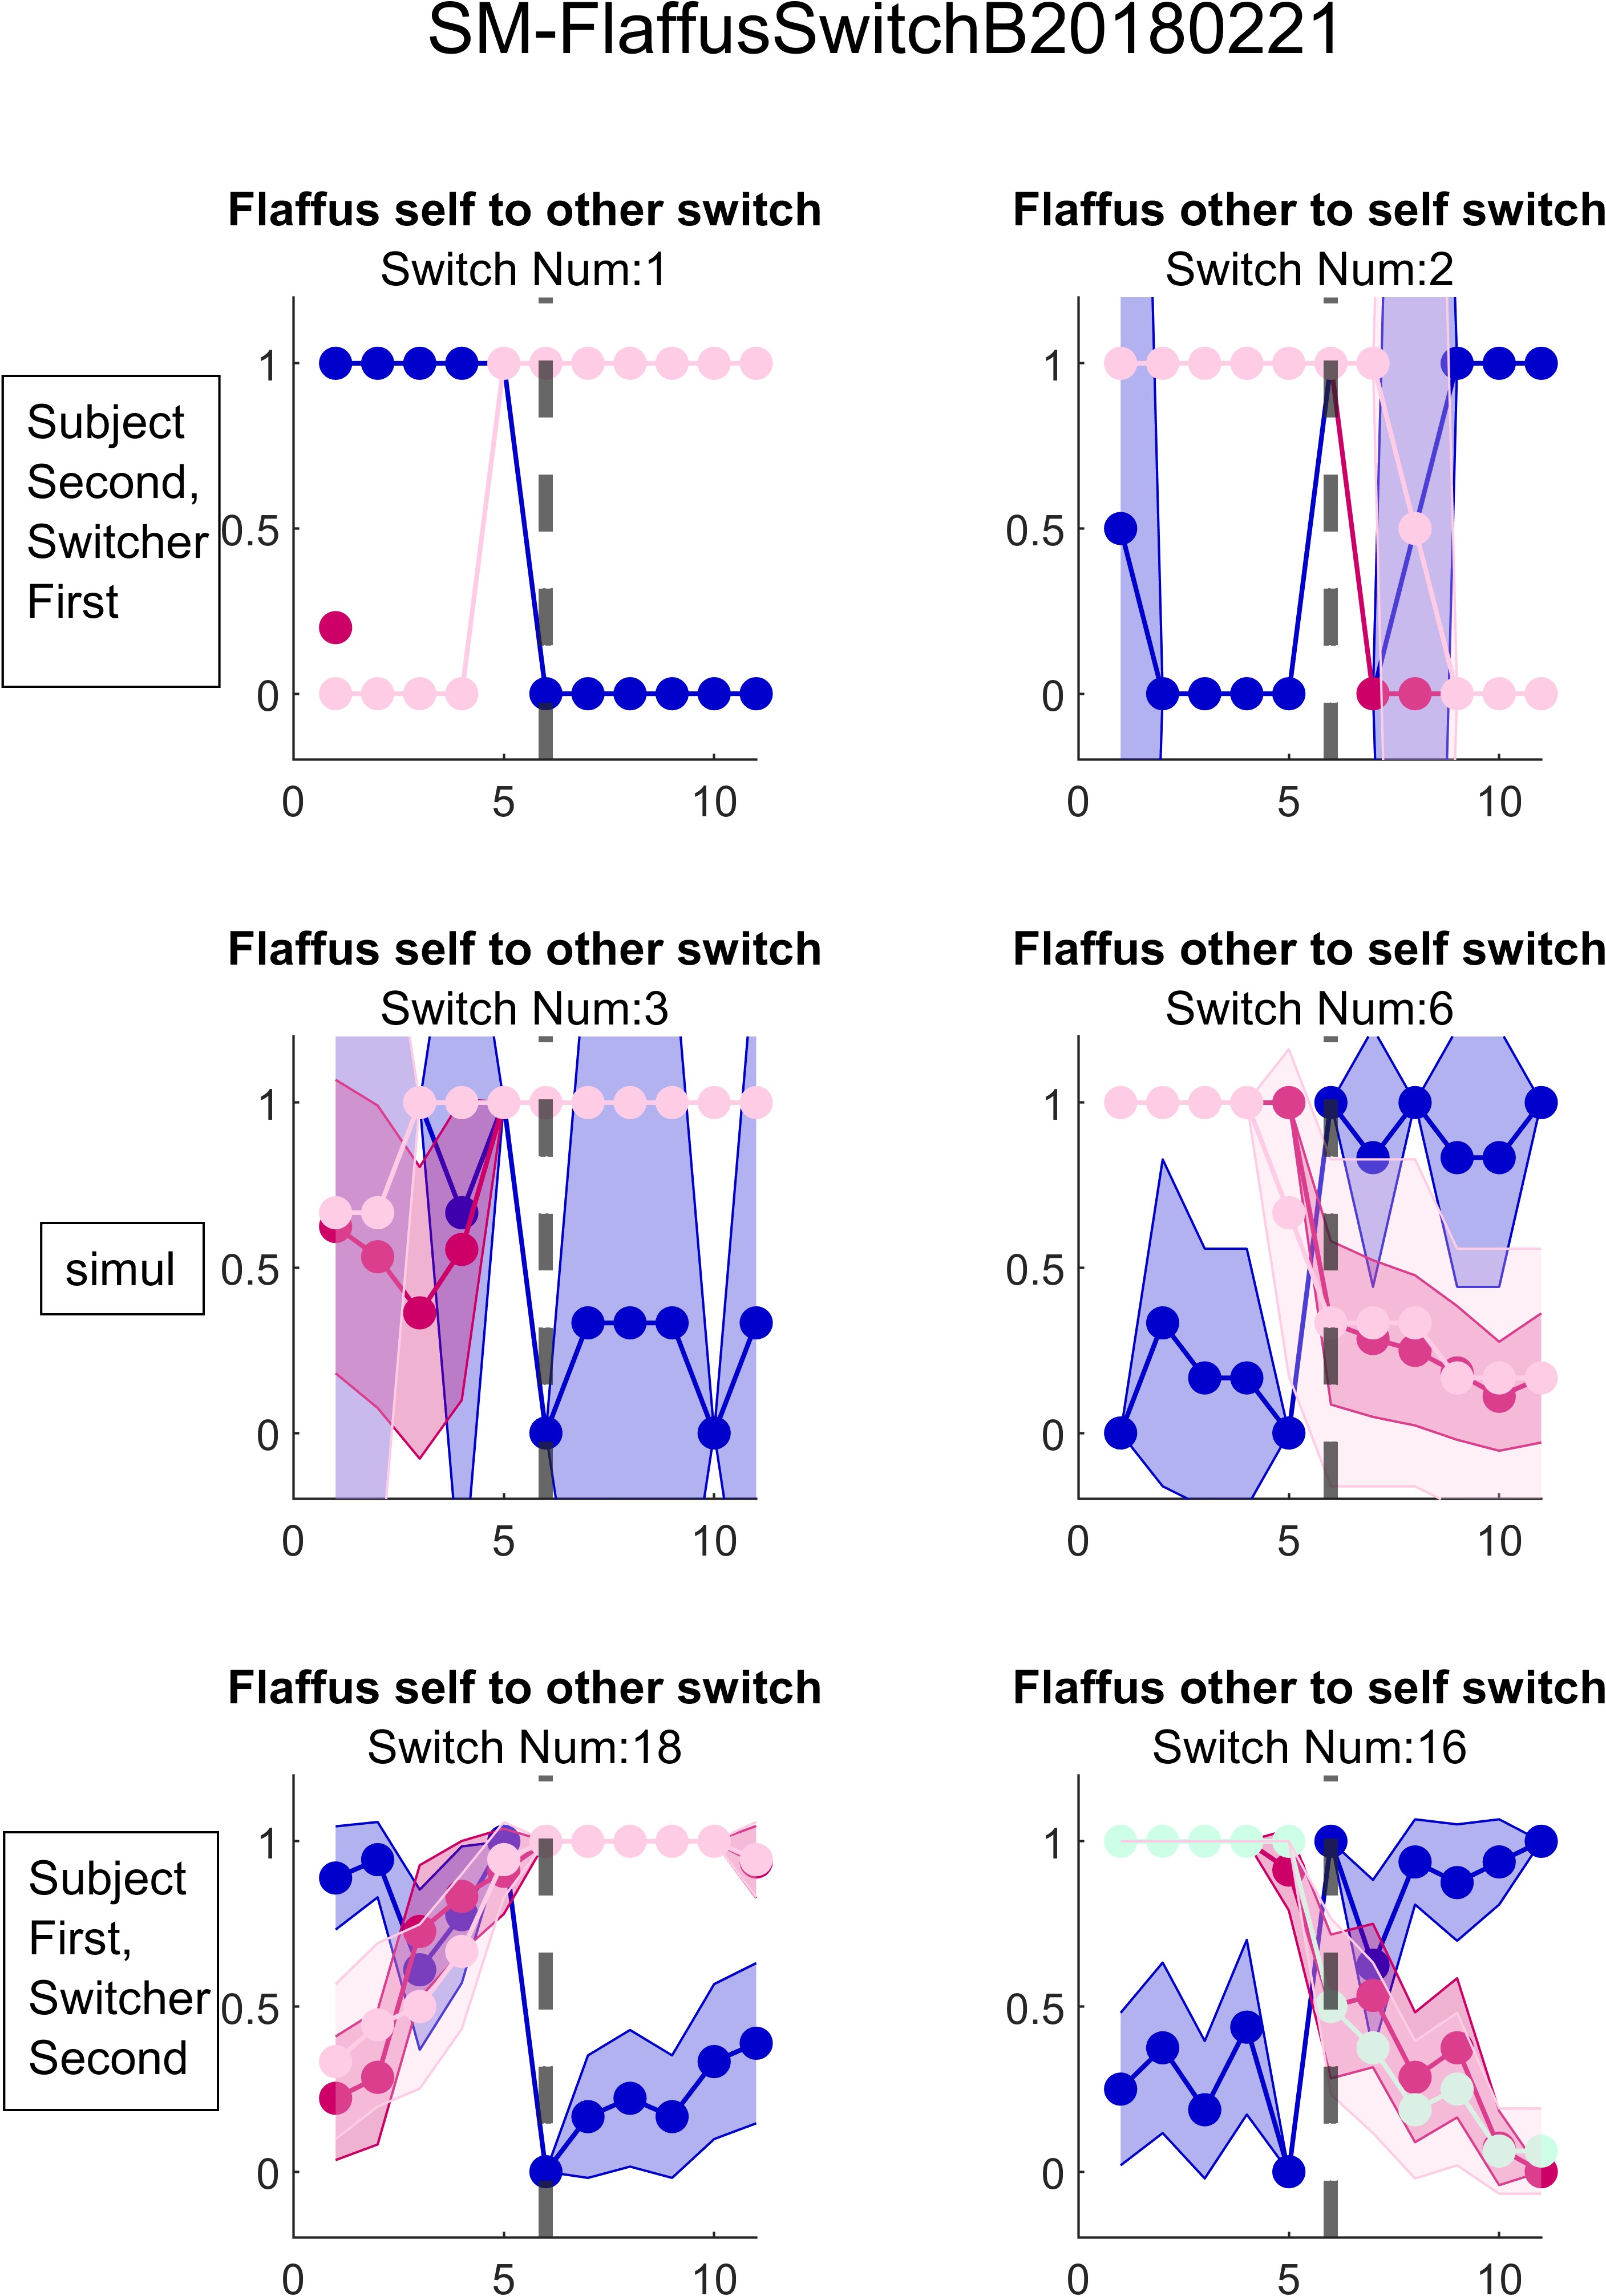 SM-FlaffusSwitchB20180221
Flaffus self to other switch
Switch Num:1
Flaffus other to self switch
Switch Num:2
Subject
Second,
Switcher
First
1
0.5
0
0 5 10
1
0.5
0
0 5 10
Flaffus self to other switch
Switch Num:3
Flaffus other to self switch
Switch Num:6
simul
1
0.5
0
0 5 10
1
0.5
0
0 5 10
Flaffus self to other switch
Switch Num:18
Flaffus other to self switch
Switch Num:16
Subject
First,
Switcher
Second
1
0.5
0
0 5 10
1
0.5
0
0 5 10